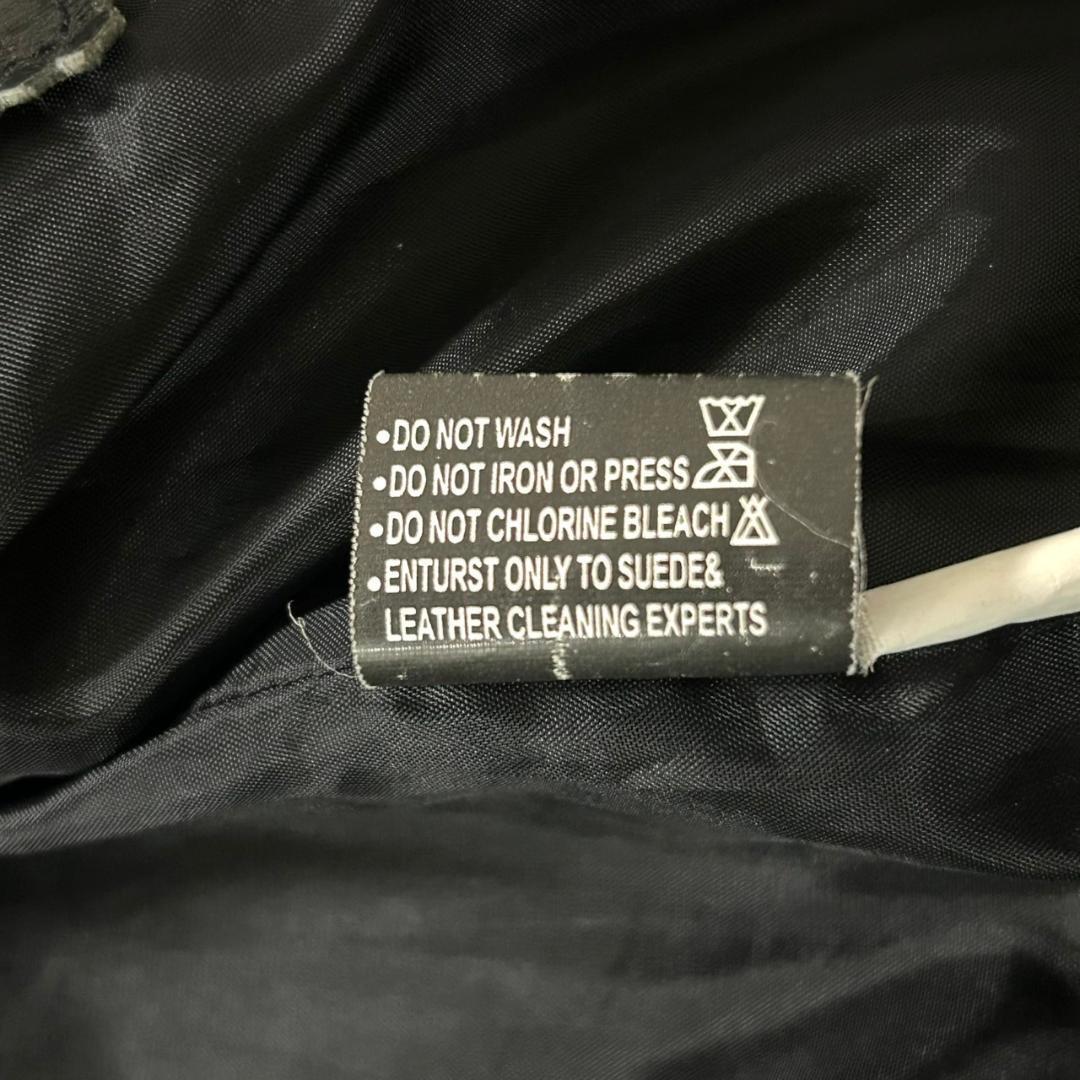 •DO NOT WASH
•DO NOT IRON OR PRESS
•DO NOT CHLORINE BLEACH
•ENTURST ONLY TO SUEDE&
LEATHER CLEANING EXPERTS